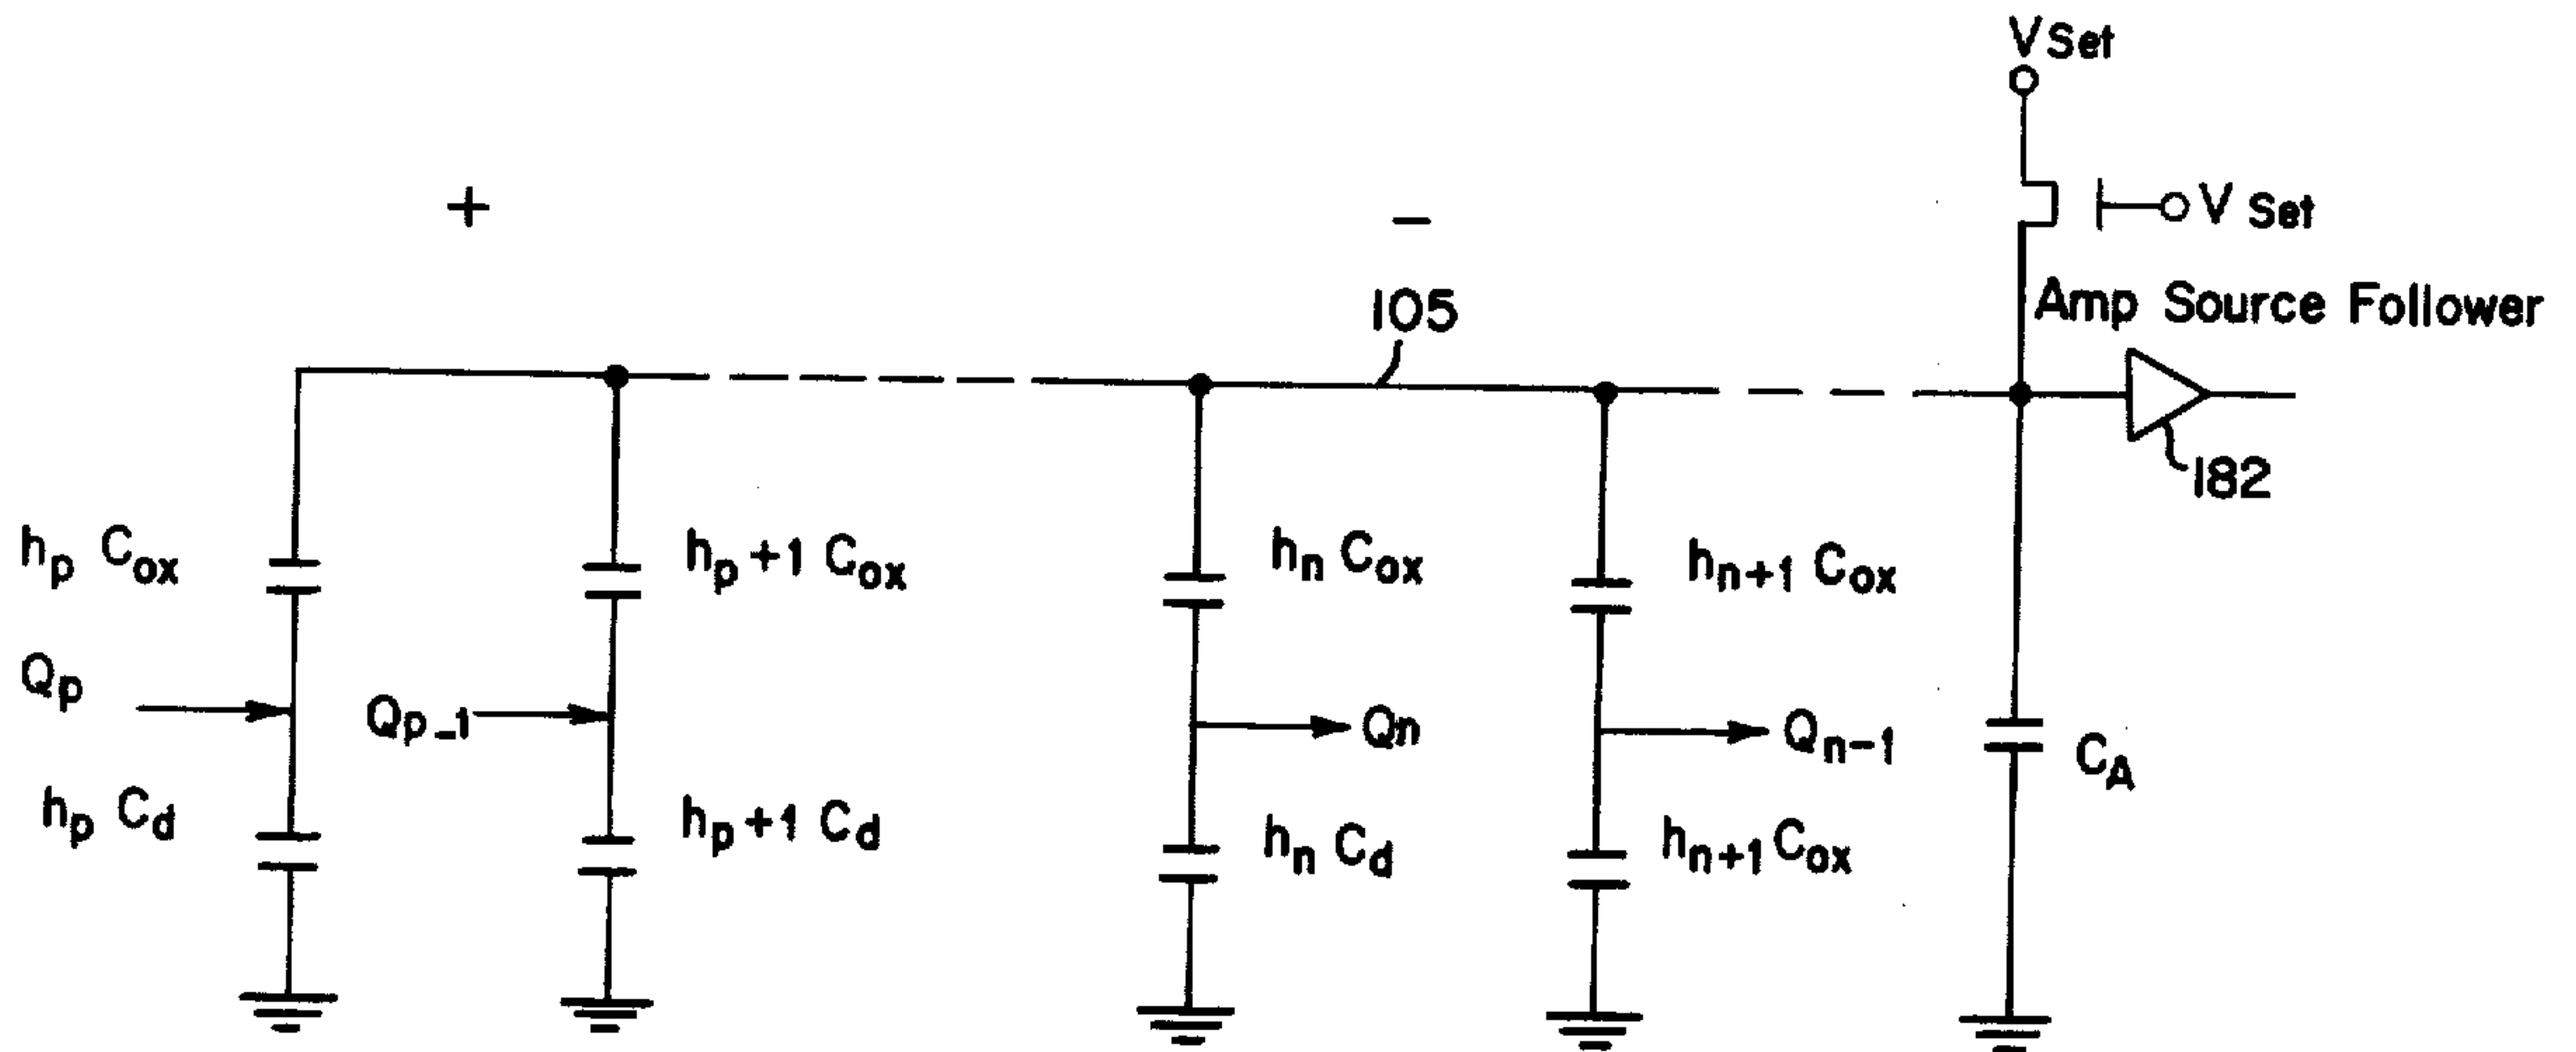 V Set
V Set
+
−
105
Amp Source Follower
182
hp Cox
hp+1 Cox
hn Cox
hn+1 Cox
Qp
Qp-1
Qn
Qn-1
CA
hp Cd
hp+1 Cd
hn Cd
hn+1 Cox